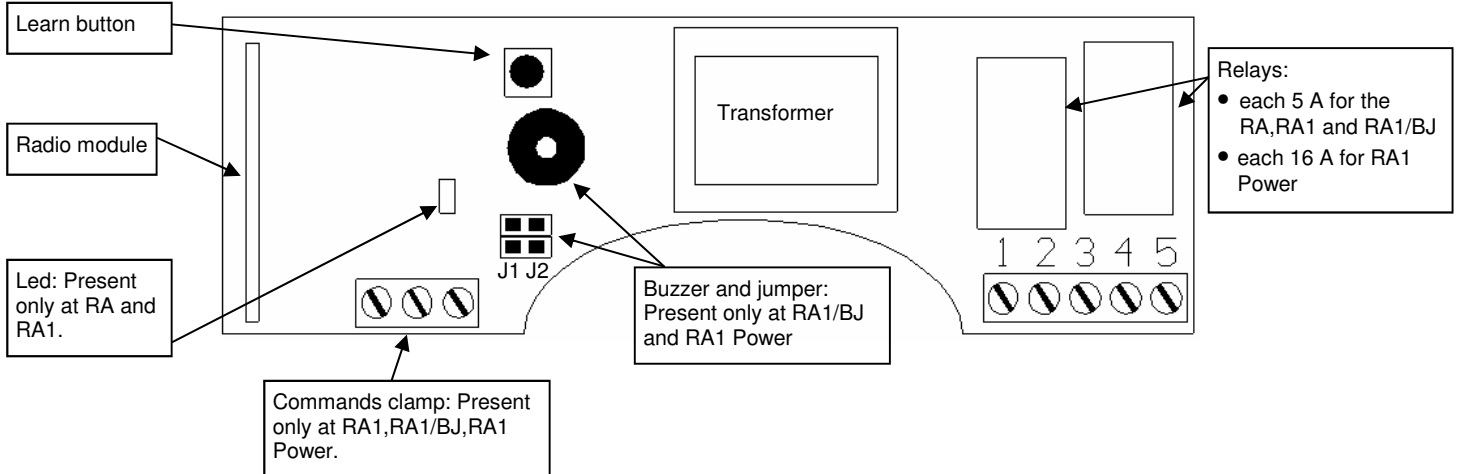 Learn button
Radio module
Led: Present
only at RA and
RA1.
Commands clamp: Present
only at RA1,RA1/BJ,RA1
Power.
J1 J2
Transformer
Buzzer and jumper:
Present only at RA1/BJ
and RA1 Power
1 2 3 4 5
Relays:
• each 5 A for the
RA,RA1 and RA1/BJ
• each 16 A for RA1
Power